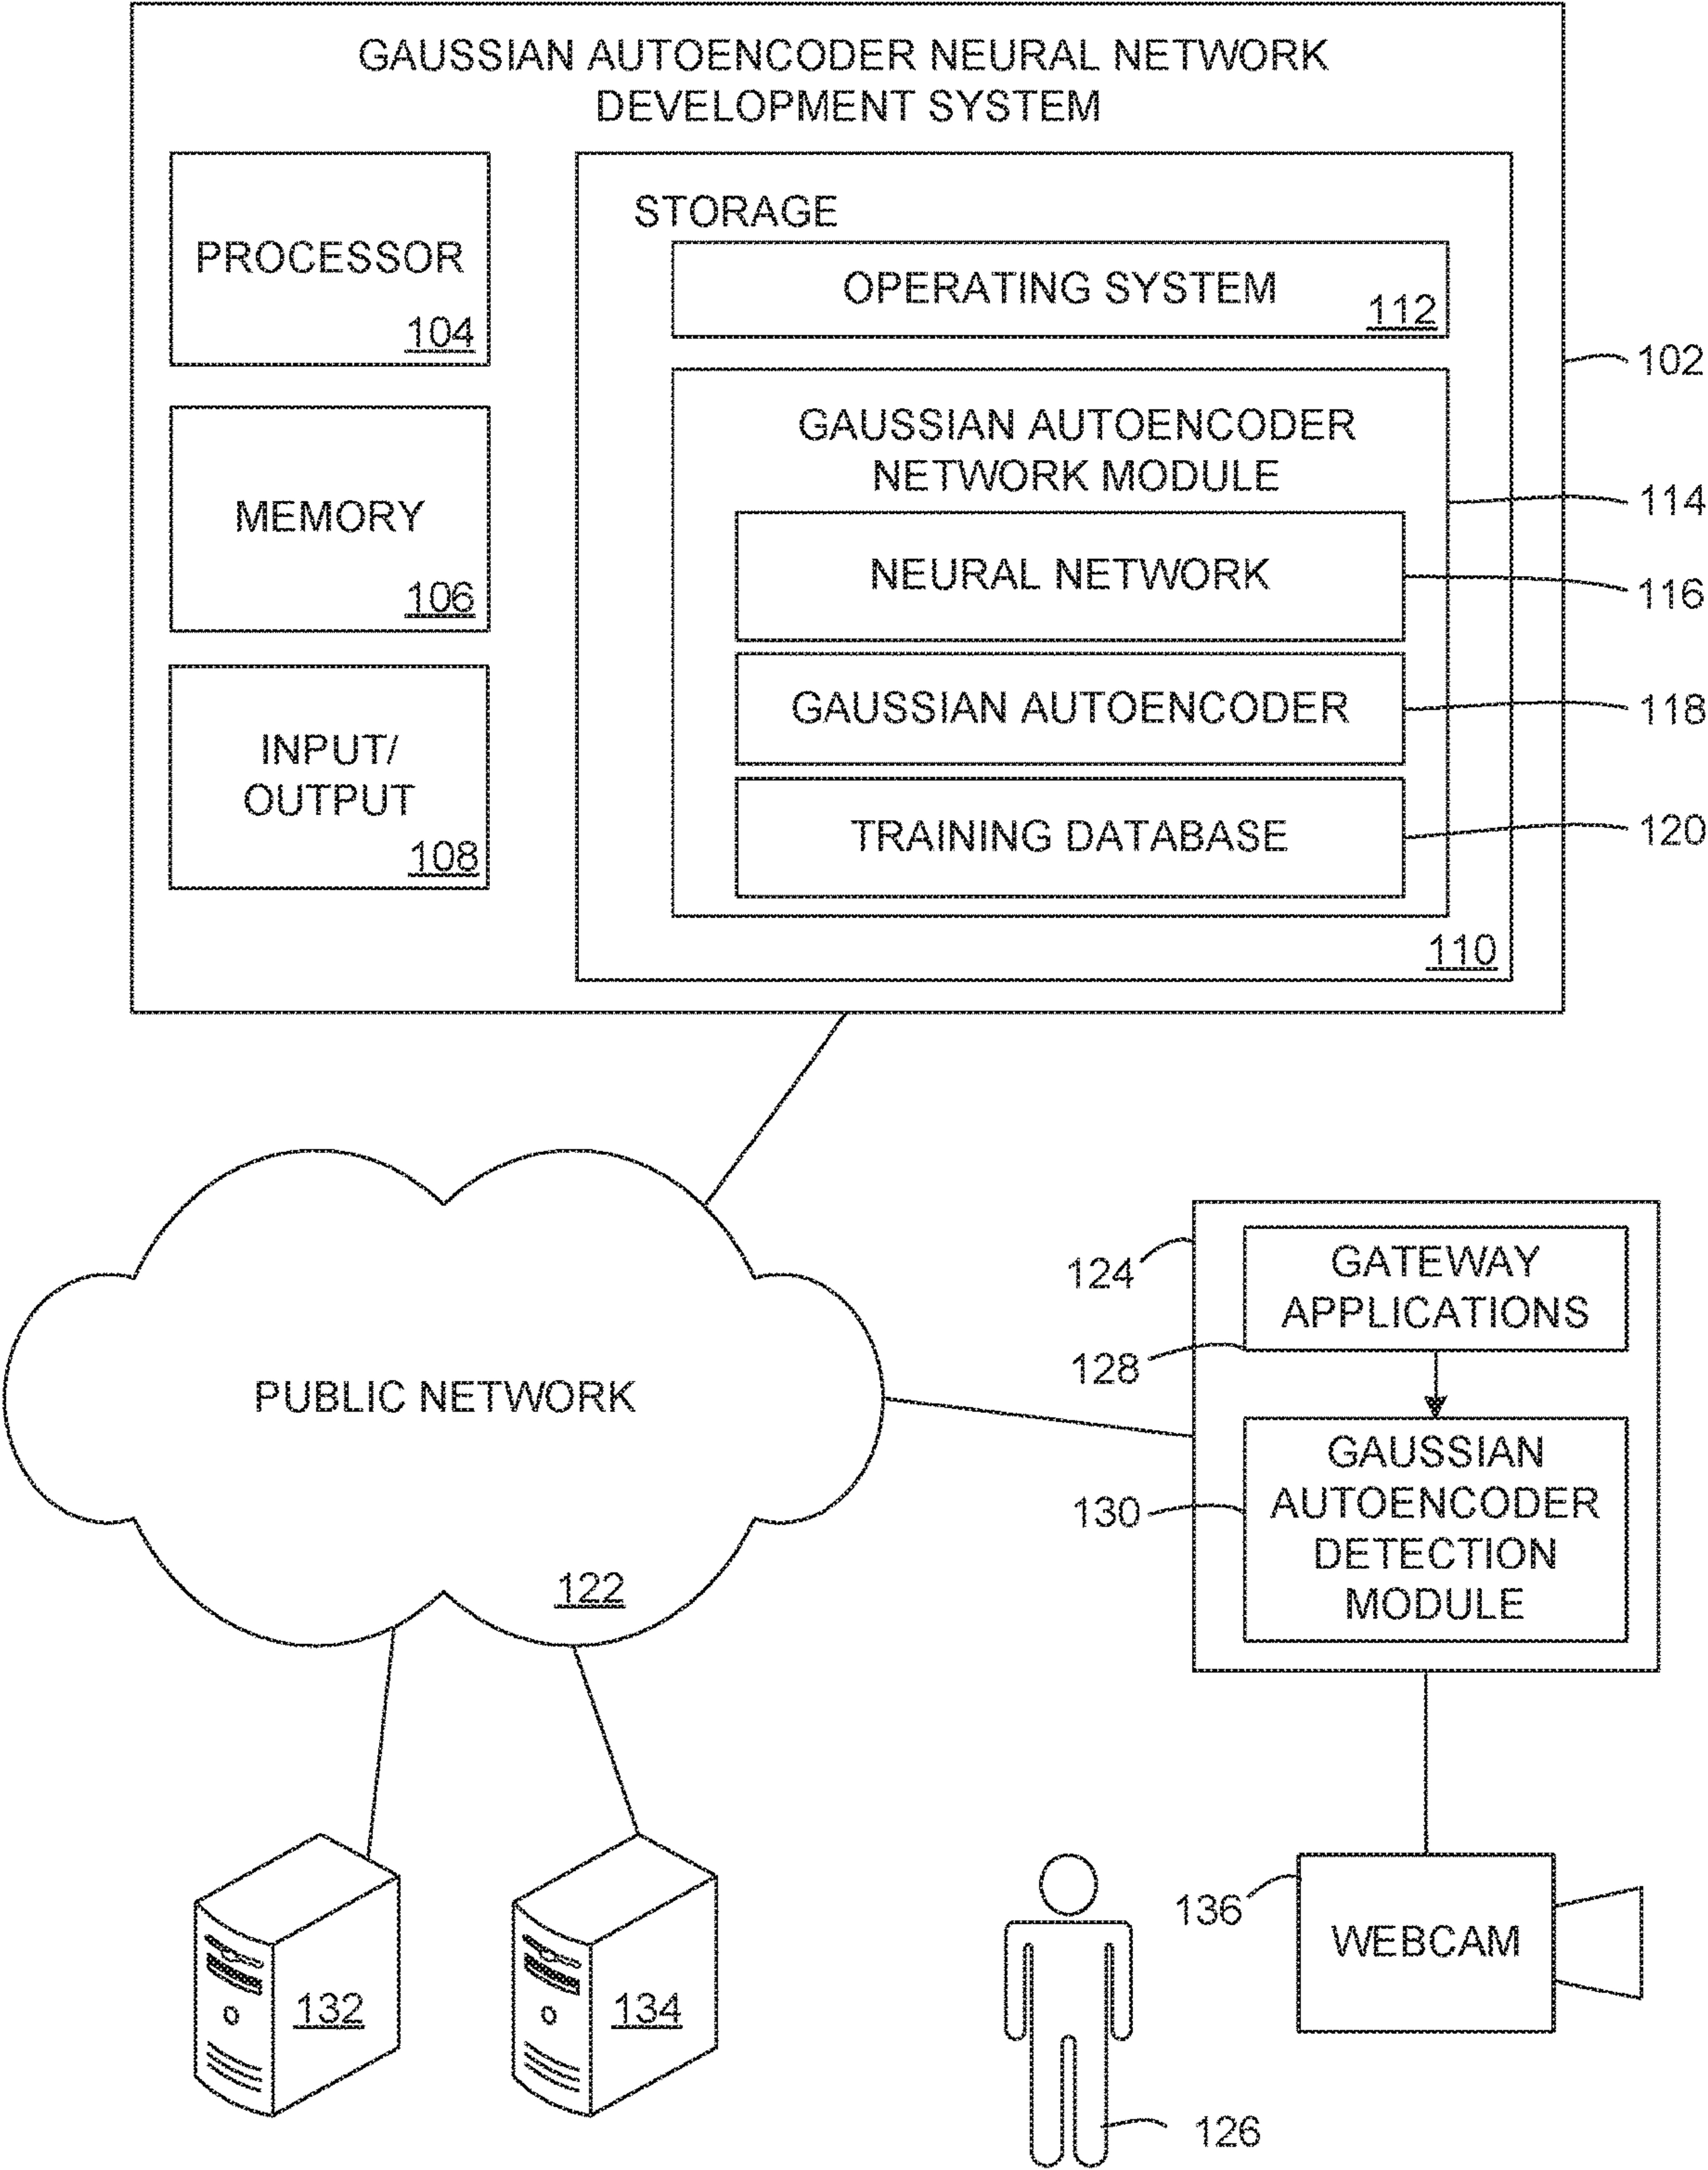 GAUSSIAN AUTOENCODER NEURAL NETWORK
DEVELOPMENT SYSTEM
PROCESSOR
104
MEMORY
106
INPUT/
OUTPUT
108
STORAGE
OPERATING SYSTEM
112
102
GAUSSIAN AUTOENCODER
NETWORK MODULE
114
NEURAL NETWORK
116
GAUSSIAN AUTOENCODER
118
TRAINING DATABASE
120
110
PUBLIC NETWORK
122
124
GATEWAY
APPLICATIONS
128
GAUSSIAN
AUTOENCODER
DETECTION
MODULE
130
132
134
136
WEBCAM
126